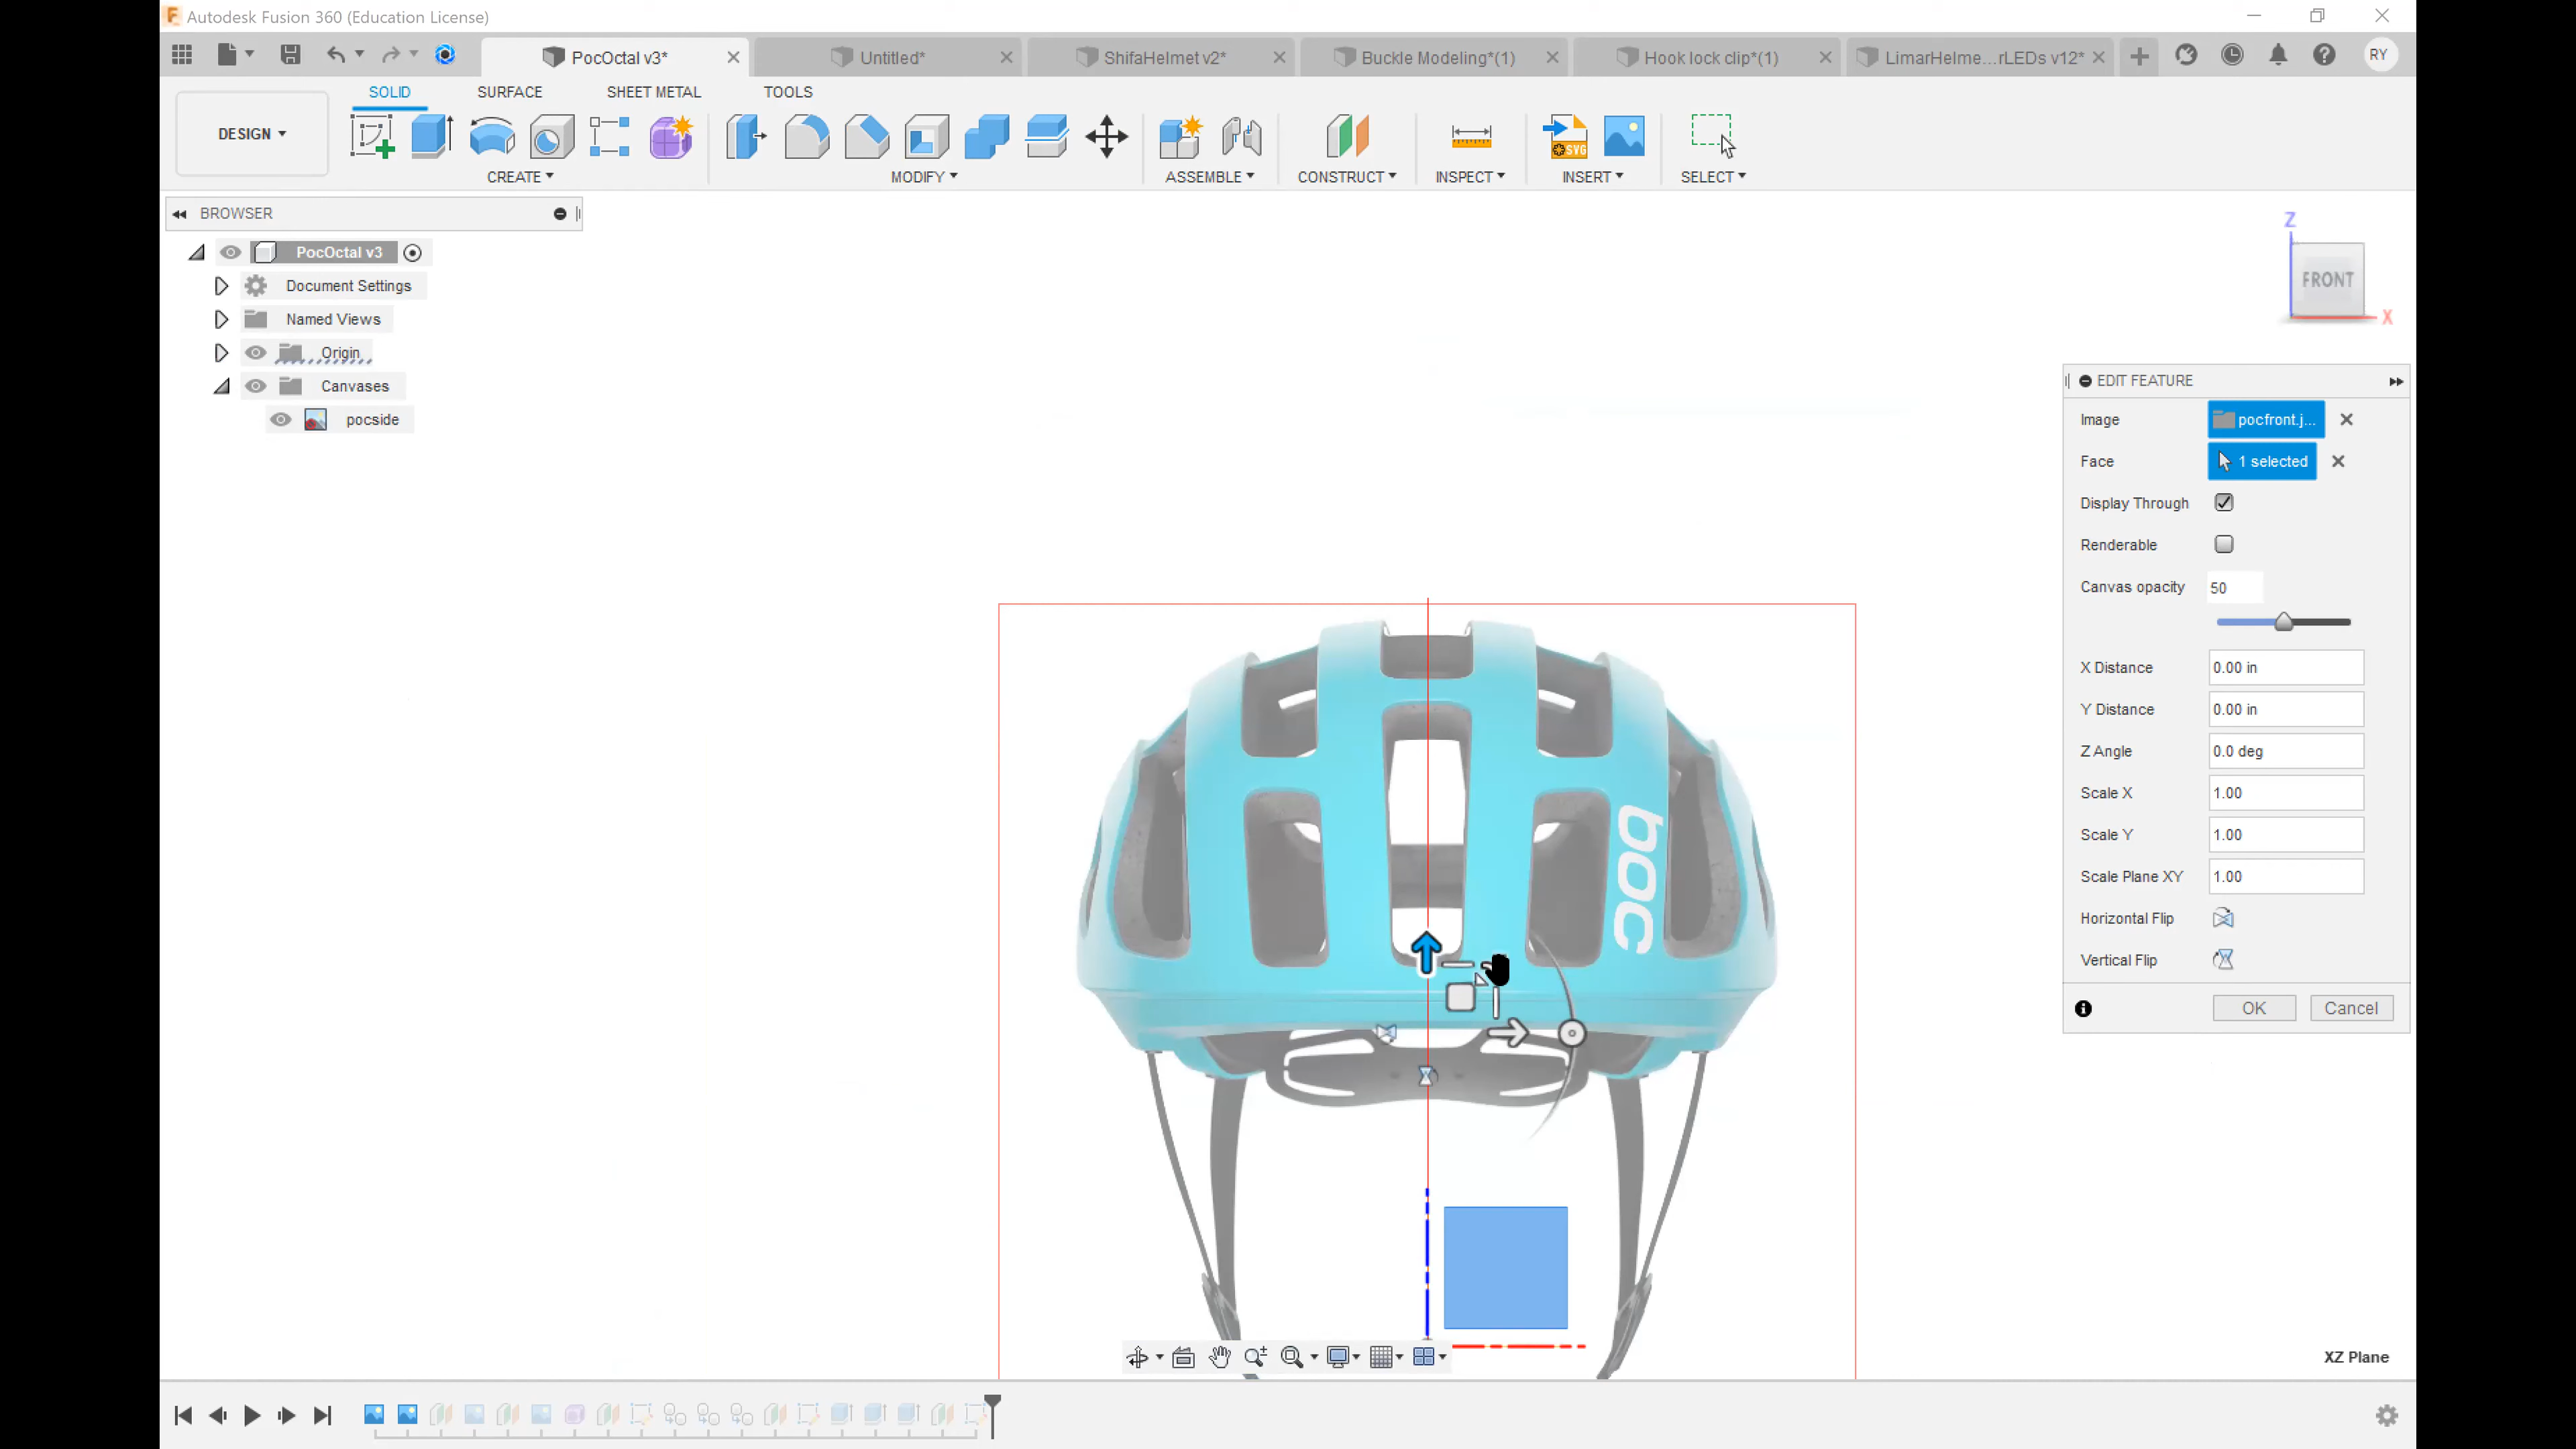 Autodesk Fusion 360 (Education License)
PocOctal v3*
Untitled*
ShifaHelmet v2*
Buckle Modeling*(1)
Hook lock clip*(1)
LimarHelme...rLEDs v12*
RY
DESIGN
SOLID
SURFACE
SHEET METAL
TOOLS
CREATE
MODIFY
ASSEMBLE
CONSTRUCT
INSPECT
SVG
INSERT
SELECT
BROWSER
PocOctal v3
Document Settings
Named Views
Origin
Canvases
pocside
Z
FRONT
X
EDIT FEATURE
Image pocfront.j...
Face 1 selected
Display Through
Renderable
Canvas opacity 50
X Distance 0.00 in
Y Distance 0.00 in
Z Angle 0.0 deg
Scale X 1.00
Scale Y 1.00
Scale Plane XY 1.00
Horizontal Flip
Vertical Flip
OK Cancel
poc
XZ Plane